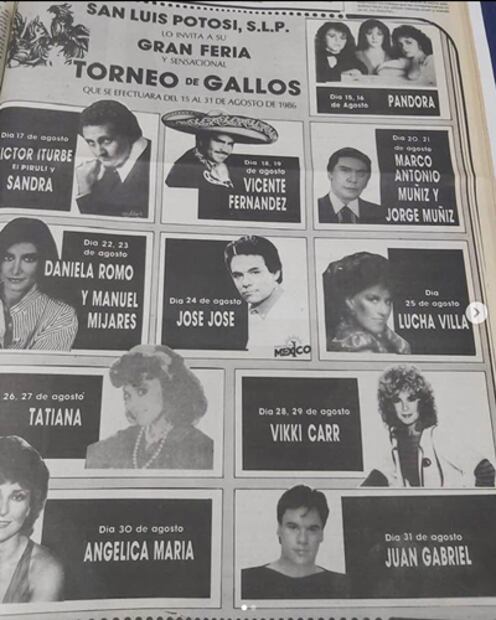 SAN LUIS POTOSI, S.L.P.
LO INVITA A SU
GRAN FERIA
Y SENSACIONAL
TORNEO DE GALLOS
QUE SE EFECTUARA DEL 15 AL 31 DE AGOSTO DE 1986
Dia 15, 16
de Agosto
PANDORA
Dia 17 de agosto
ICTOR ITURBE
El PIRULI y
SANDRA
Dia 18, 19
de agosto
VICENTE
FERNANDEZ
Dia 20, 21
de agosto
MARCO
ANTONIO
MUÑIZ Y
JORGE MUÑIZ
Dia 22, 23
de agosto
DANIELA ROMO
Y MANUEL
MIJARES
Dia 24 de agosto
JOSE JOSE
MEXICO
Dia
25 de agosto
LUCHA VILLA
26, 27 de agosto
TATIANA
Dia 28, 29 de agosto
VIKKI CARR
Dia 30 de agosto
ANGELICA MARIA
Dia 31 de agosto
JUAN GABRIEL